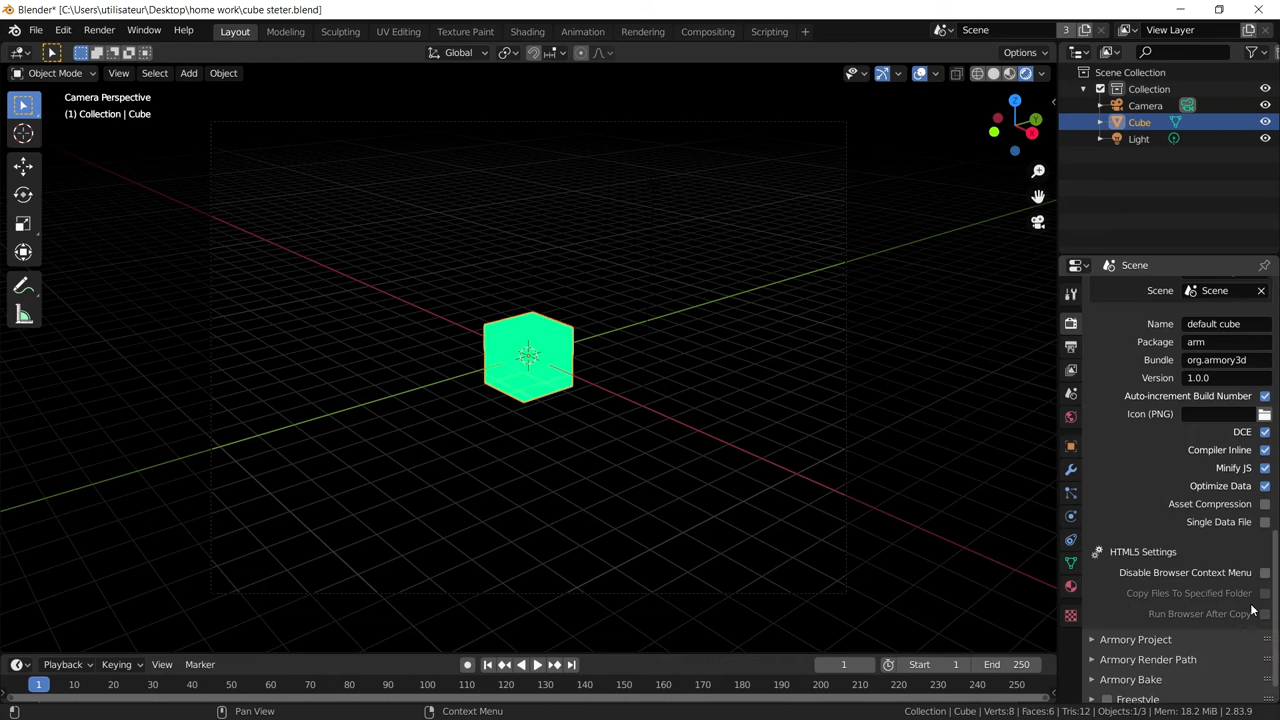 Blender* [C:\Users\utilisateur\Desktop\home work\cube steter.blend]
File Edit Render Window Help
Layout Modeling Sculpting UV Editing Texture Paint Shading Animation Rendering Compositing Scripting +
Scene 3
View Layer
Global
Options
Object Mode View Select Add Object
Camera Perspective
(1) Collection | Cube
Z
Y
X
Scene Collection
Collection
Camera
Cube
Light
Scene
Scene Scene
Name default cube
Package arm
Bundle org.armory3d
Version 1.0.0
Auto-increment Build Number
Icon (PNG)
DCE
Compiler Inline
Minify JS
Optimize Data
Asset Compression
Single Data File
HTML5 Settings
Disable Browser Context Menu
Copy Files To Specified Folder
Run Browser After Copy
Armory Project
Armory Render Path
Armory Bake
Freestyle
Playback Keying View Marker
1 Start 1 End 250
1 10 20 30 40 50 60 70 80 90 100 110 120 130 140 150 160 170 180 190 200 210 220 230 240 250
Pan View
Context Menu
Collection | Cube | Verts:8 | Faces:6 | Tris:12 | Objects:1/3 | Mem: 18.2 MiB | 2.83.9